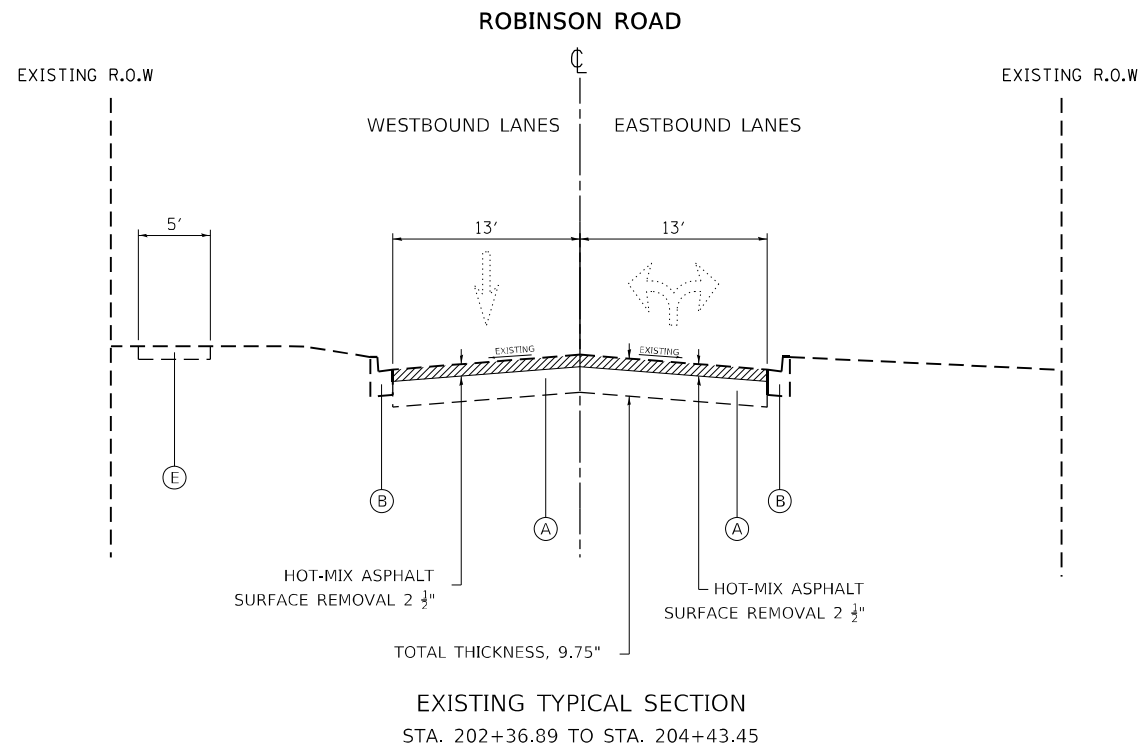 ROBINSON ROAD
℄
EXISTING R.O.W
EXISTING R.O.W
WESTBOUND LANES
EASTBOUND LANES
5'
13'
13'
EXISTING
EXISTING
E
B
B
A
A
HOT-MIX ASPHALT
SURFACE REMOVAL 2 1/2"
HOT-MIX ASPHALT
SURFACE REMOVAL 2 1/2"
TOTAL THICKNESS, 9.75"
EXISTING TYPICAL SECTION
STA. 202+36.89 TO STA. 204+43.45